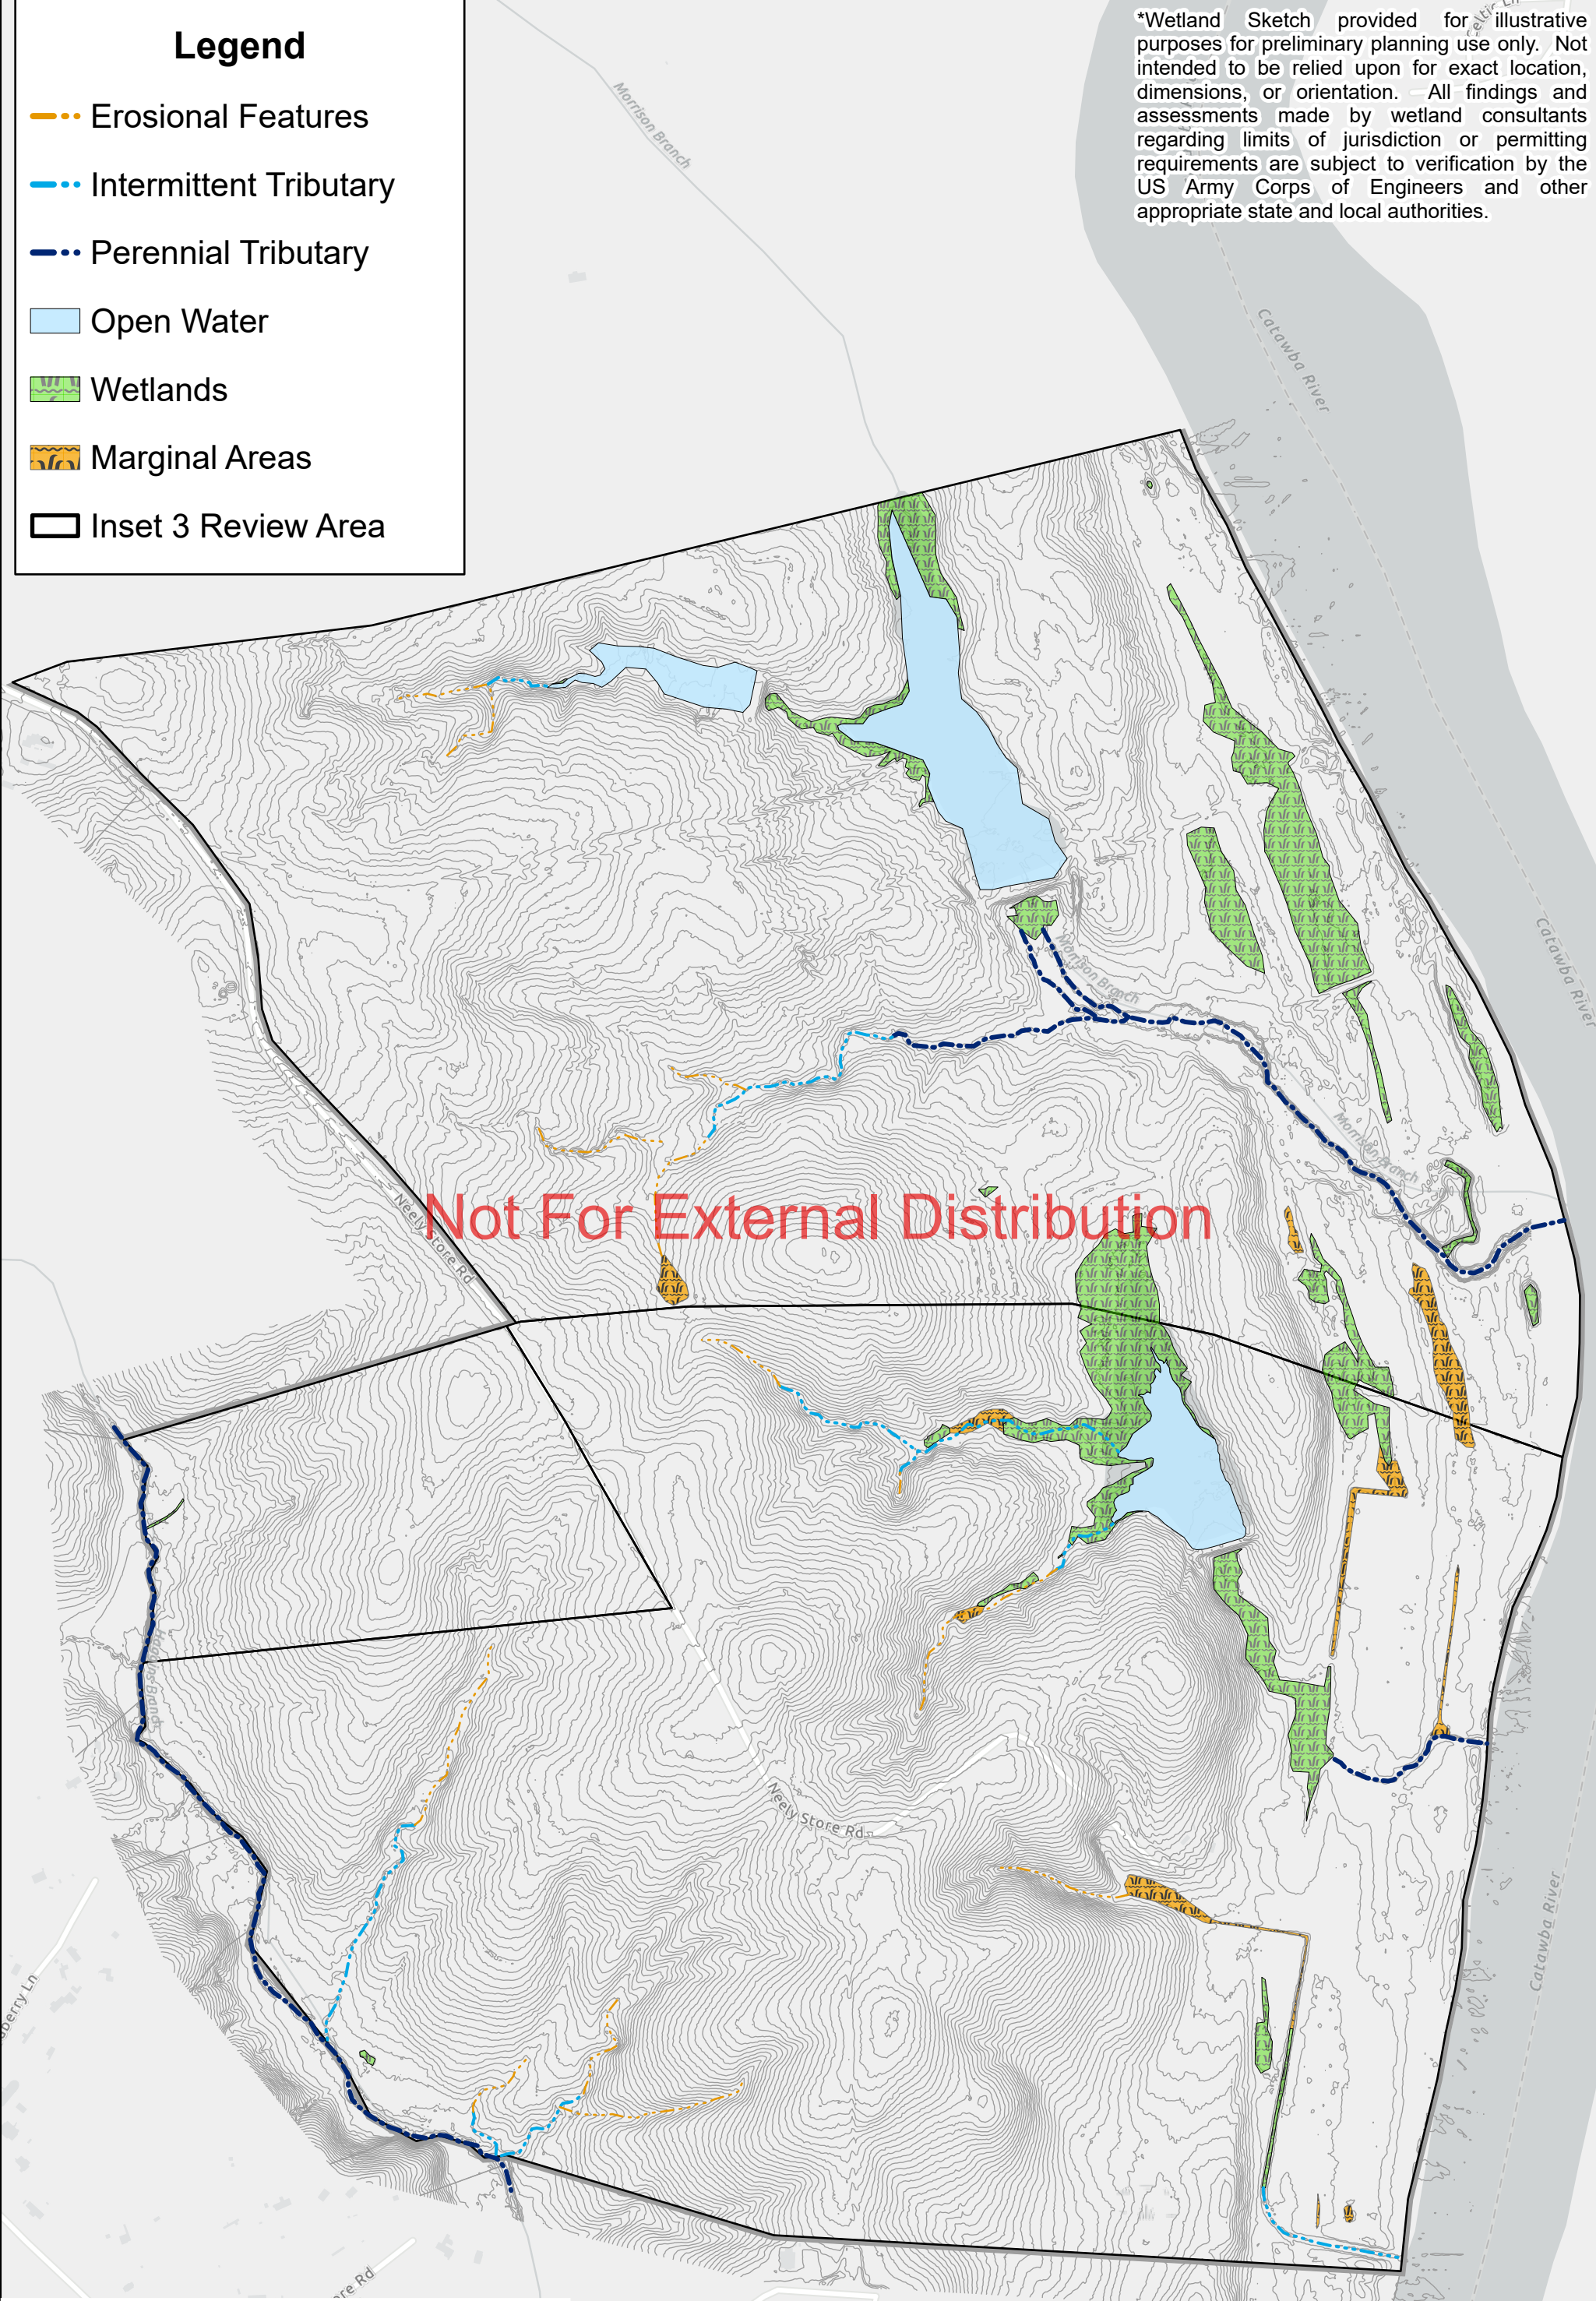 Legend
Erosional Features
Intermittent Tributary
Perennial Tributary
Open Water
Wetlands
Marginal Areas
Inset 3 Review Area
*Wetland Sketch provided for illustrative
purposes for preliminary planning use only. Not
intended to be relied upon for exact location,
dimensions, or orientation. All findings and
assessments made by wetland consultants
regarding limits of jurisdiction or permitting
requirements are subject to verification by the
US Army Corps of Engineers and other
appropriate state and local authorities.
Morrison Branch
Catawba River
Catawba River
Morrison Branch
Morrison Branch
Neely Store Rd
Not For External Distribution
Neely Store Rd
Catawba River